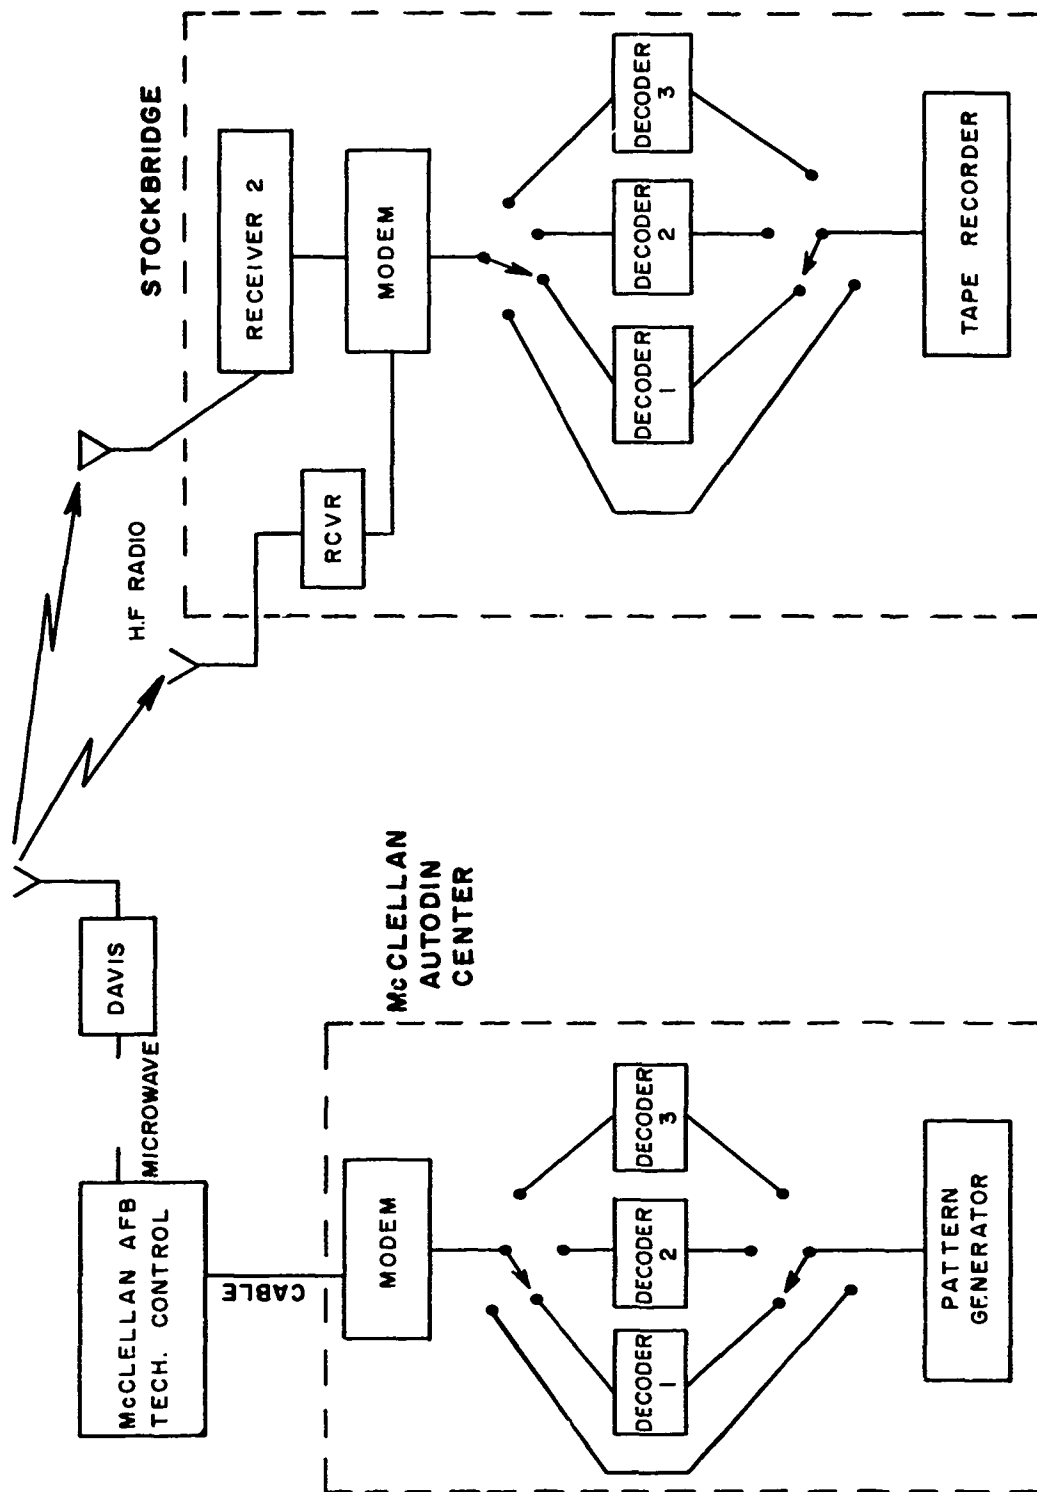 McCLELLAN AFB
TECH. CONTROL
MICROWAVE
DAVIS
H.F RADIO
CABLE
McCLELLAN
AUTODIN
CENTER
MODEM
DECODER
1
DECODER
2
DECODER
3
PATTERN
GENERATOR
STOCKBRIDGE
RECEIVER 2
RCVR
MODEM
DECODER
1
DECODER
2
DECODER
3
TAPE RECORDER